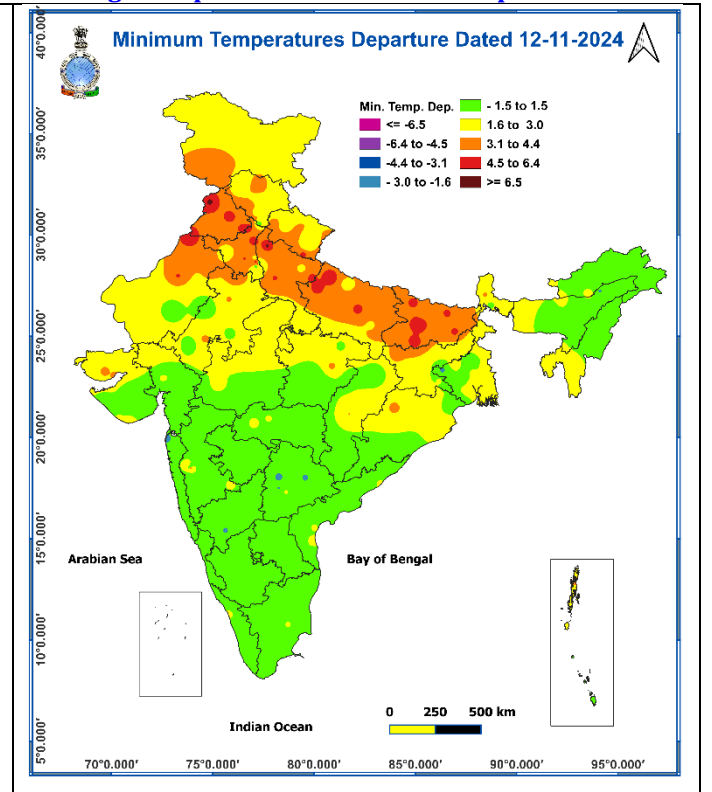 Minimum Temperatures Departure Dated 12-11-2024
Min. Temp. Dep.
<= -6.5
-6.4 to -4.5
-4.4 to -3.1
- 3.0 to -1.6
- 1.5 to 1.5
1.6 to 3.0
3.1 to 4.4
4.5 to 6.4
>= 6.5
40°0.000'
35°0.000'
30°0.000'
25°0.000'
20°0.000'
15°0.000'
10°0.000'
5°0.000'
Arabian Sea
Bay of Bengal
Indian Ocean
0 250 500 km
70°0.000' 75°0.000' 80°0.000' 85°0.000' 90°0.000' 95°0.000'